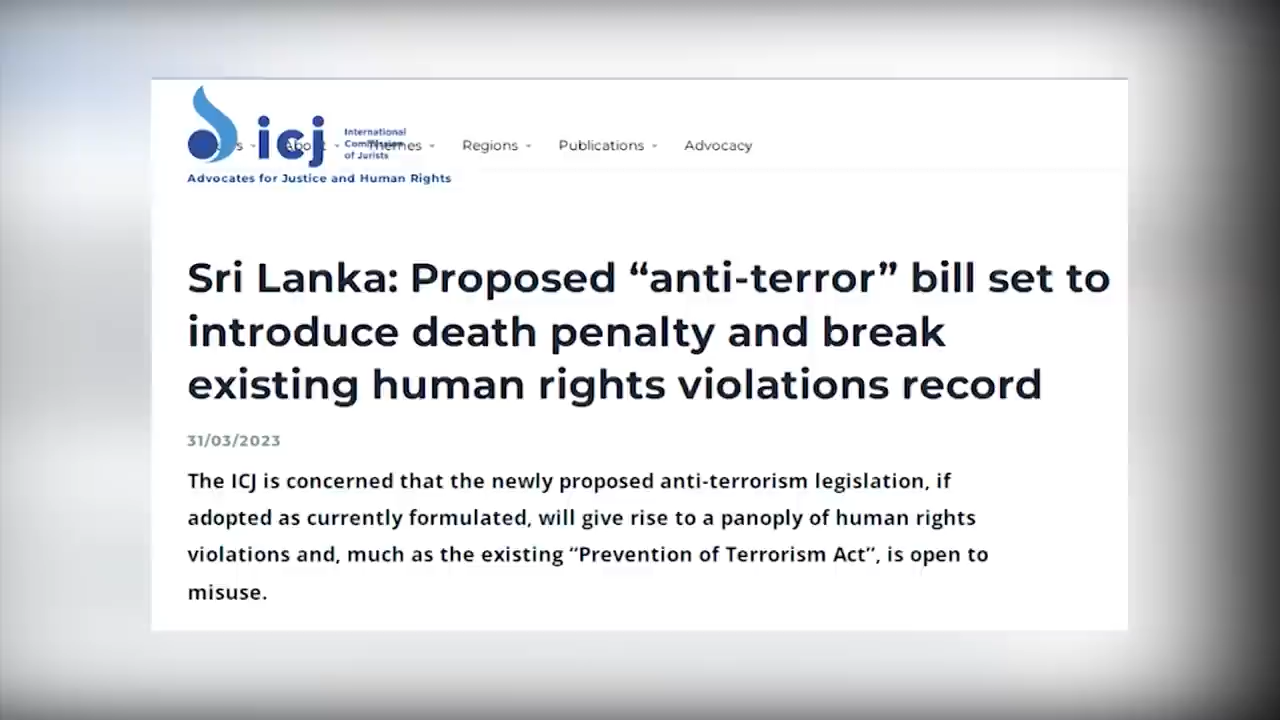 icj
International
Commission
of Jurists
About Themes Regions Publications Advocacy
Advocates for Justice and Human Rights
Sri Lanka: Proposed “anti-terror” bill set to
introduce death penalty and break
existing human rights violations record
31/03/2023
The ICJ is concerned that the newly proposed anti-terrorism legislation, if
adopted as currently formulated, will give rise to a panoply of human rights
violations and, much as the existing “Prevention of Terrorism Act”, is open to
misuse.